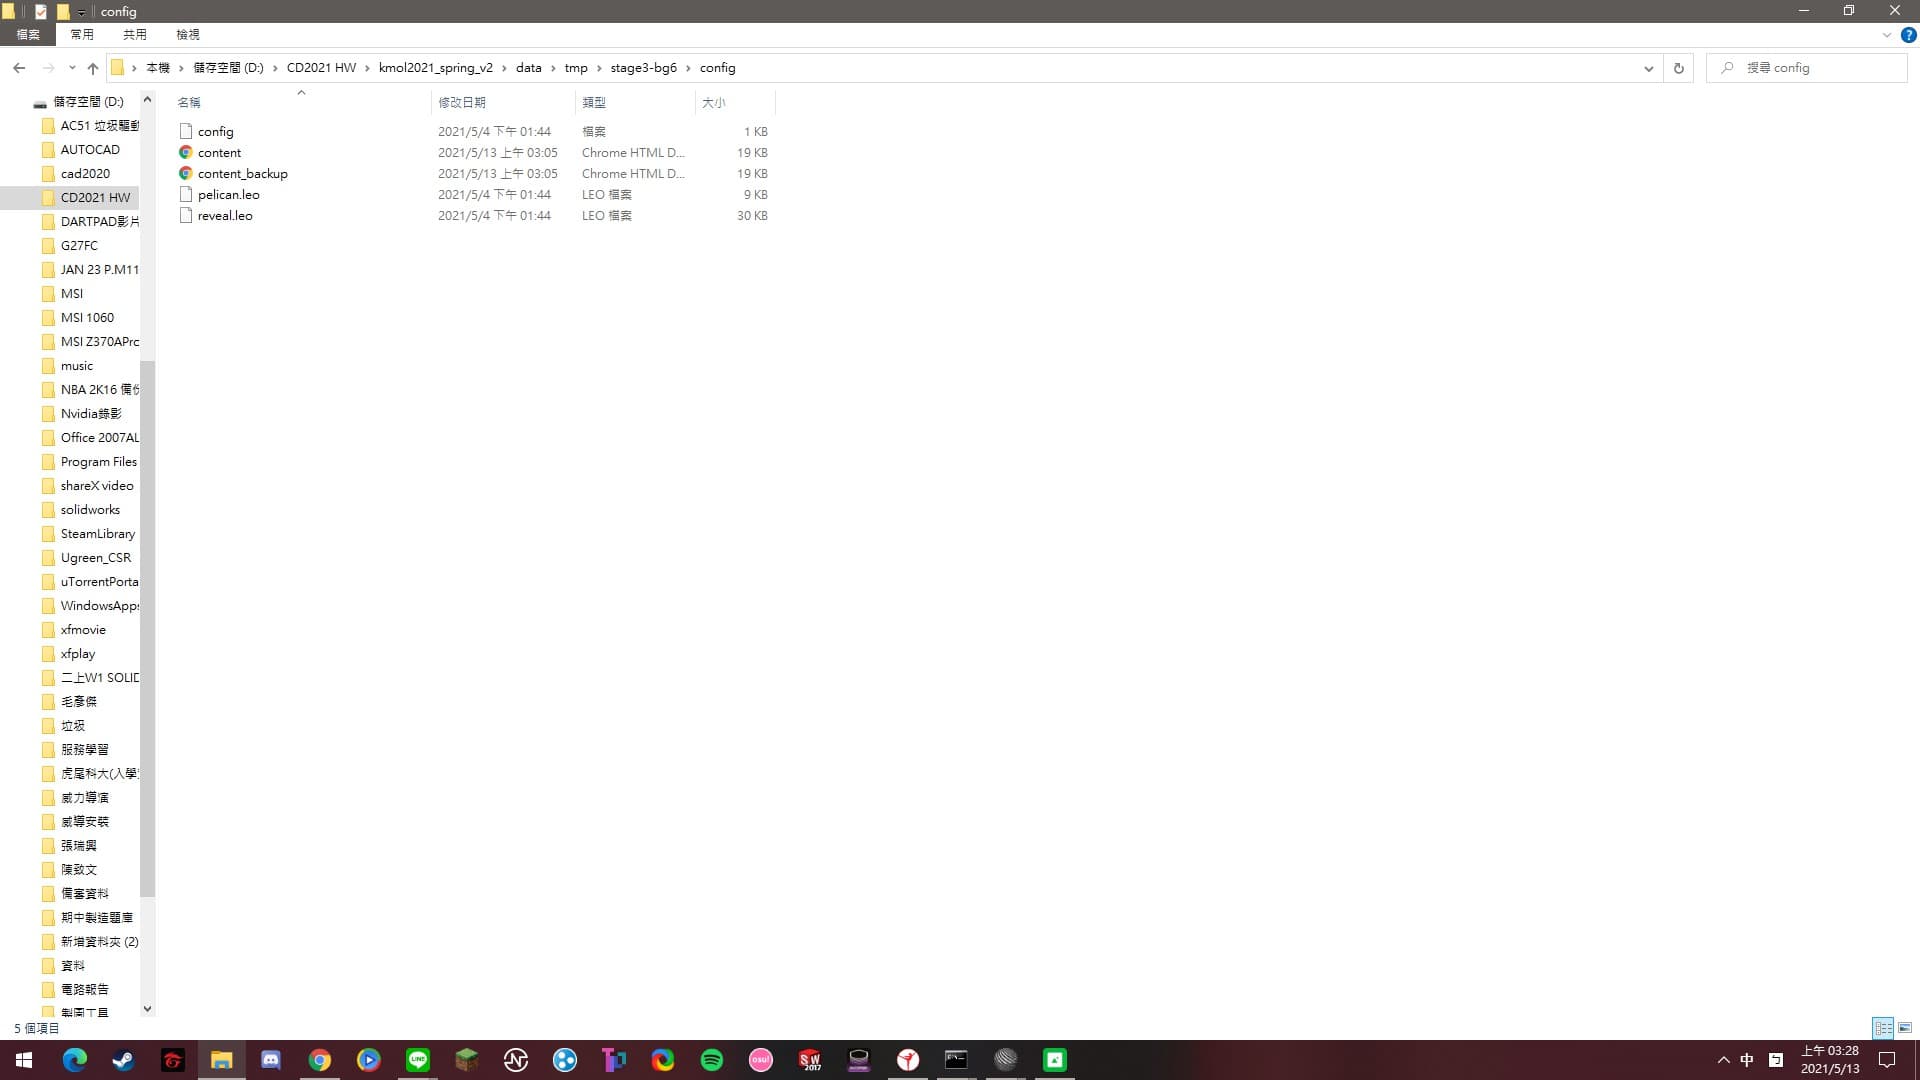 config
檔案 常用 共用 檢視
本機 儲存空間 (D:) CD2021 HW kmol2021_spring_v2 data tmp stage3-bg6 config
搜尋 config
名稱 修改日期 類型 大小
config 2021/5/4 下午 01:44 檔案 1 KB
content 2021/5/13 上午 03:05 Chrome HTML D... 19 KB
content_backup 2021/5/13 上午 03:05 Chrome HTML D... 19 KB
pelican.leo 2021/5/4 下午 01:44 LEO 檔案 9 KB
reveal.leo 2021/5/4 下午 01:44 LEO 檔案 30 KB
儲存空間 (D:)
AC51 垃圾驅動
AUTOCAD
cad2020
CD2021 HW
DARTPAD影片
G27FC
JAN 23 P.M11
MSI
MSI 1060
MSI Z370APro
music
NBA 2K16 備份
Nvidia錄影
Office 2007AL
Program Files
shareX video
solidworks
SteamLibrary
Ugreen_CSR
uTorrentPorta
WindowsApps
xfmovie
xfplay
二上W1 SOLID
毛彥傑
垃圾
服務學習
虎尾科大(入學
威力導演
威導安裝
張瑞興
陳致文
備審資料
期中製造題庫
新增資料夾 (2)
資料
電路報告
製圖工具
5 個項目
LINE
osu!
SW
2017
中
上午 03:28
2021/5/13